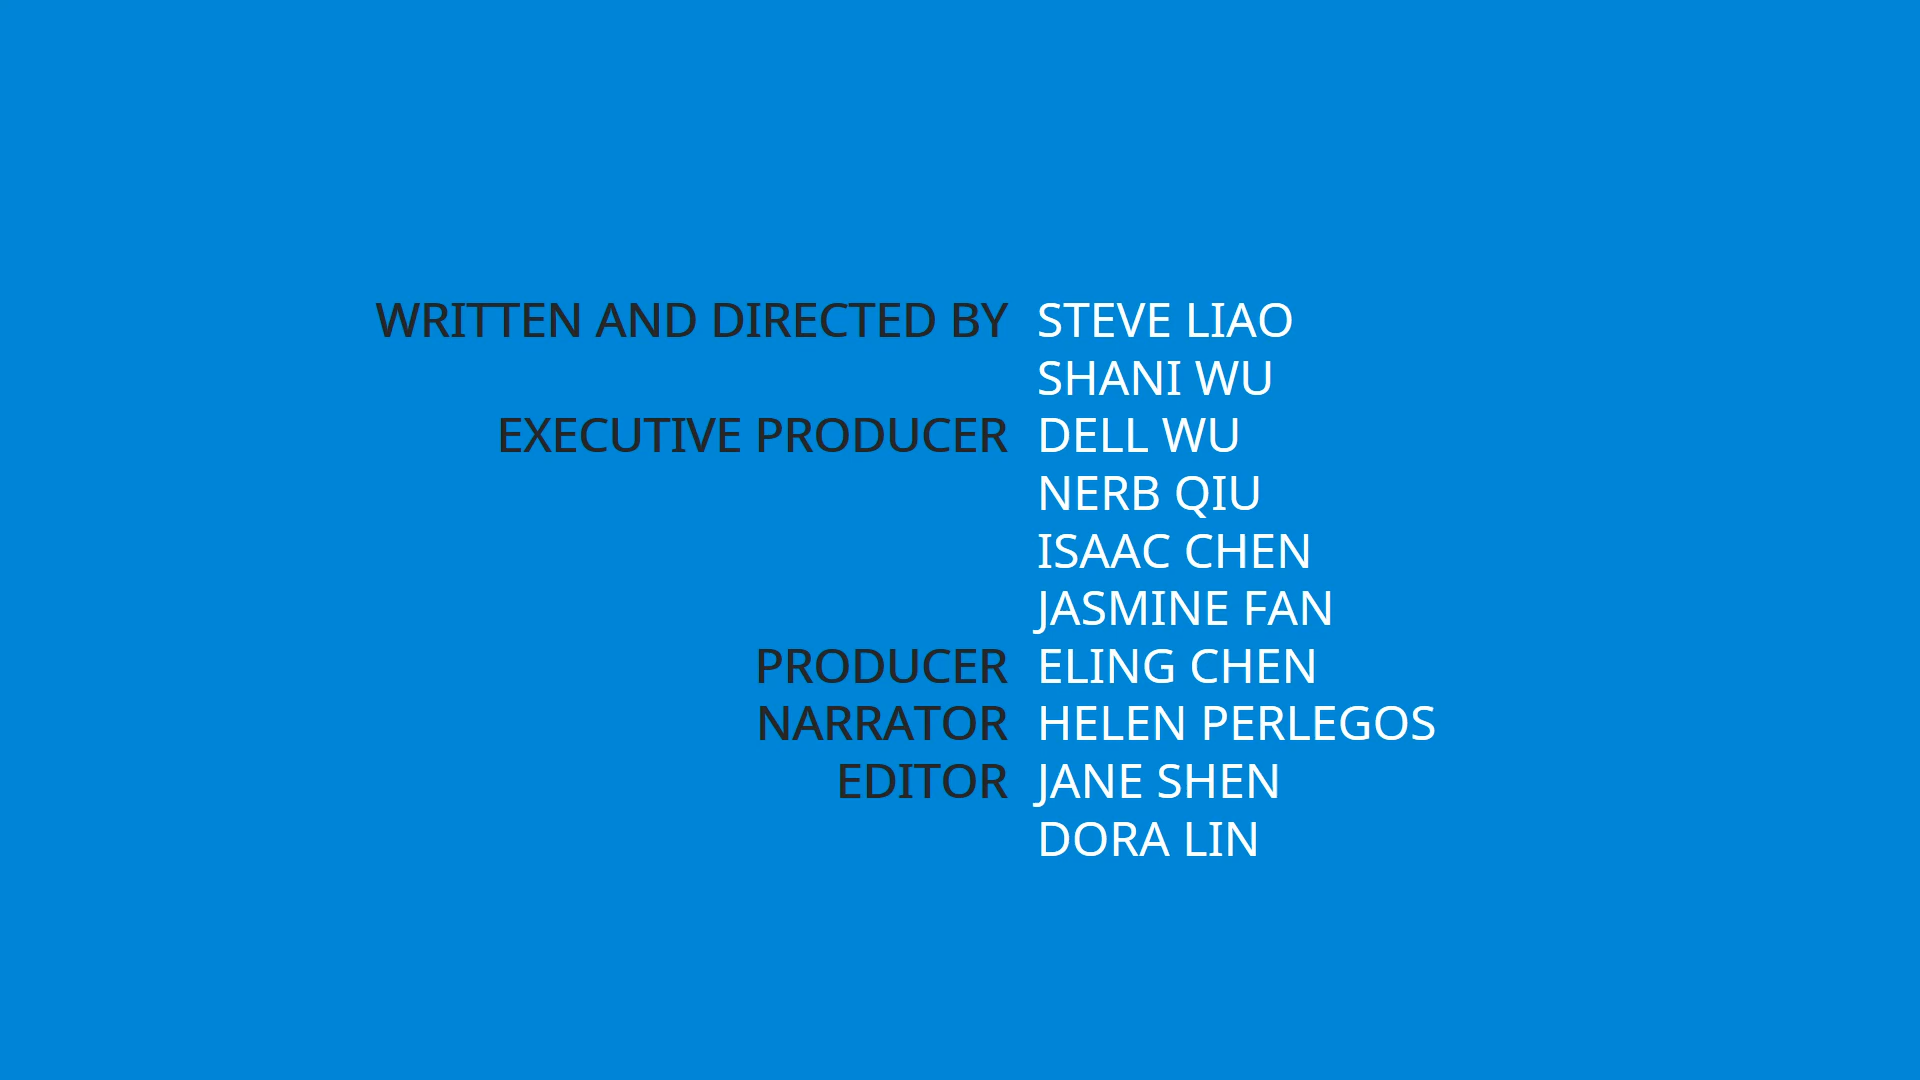 WRITTEN AND DIRECTED BY STEVE LIAO
SHANI WU
EXECUTIVE PRODUCER DELL WU
NERB QIU
ISAAC CHEN
JASMINE FAN
PRODUCER ELING CHEN
NARRATOR HELEN PERLEGOS
EDITOR JANE SHEN
DORA LIN